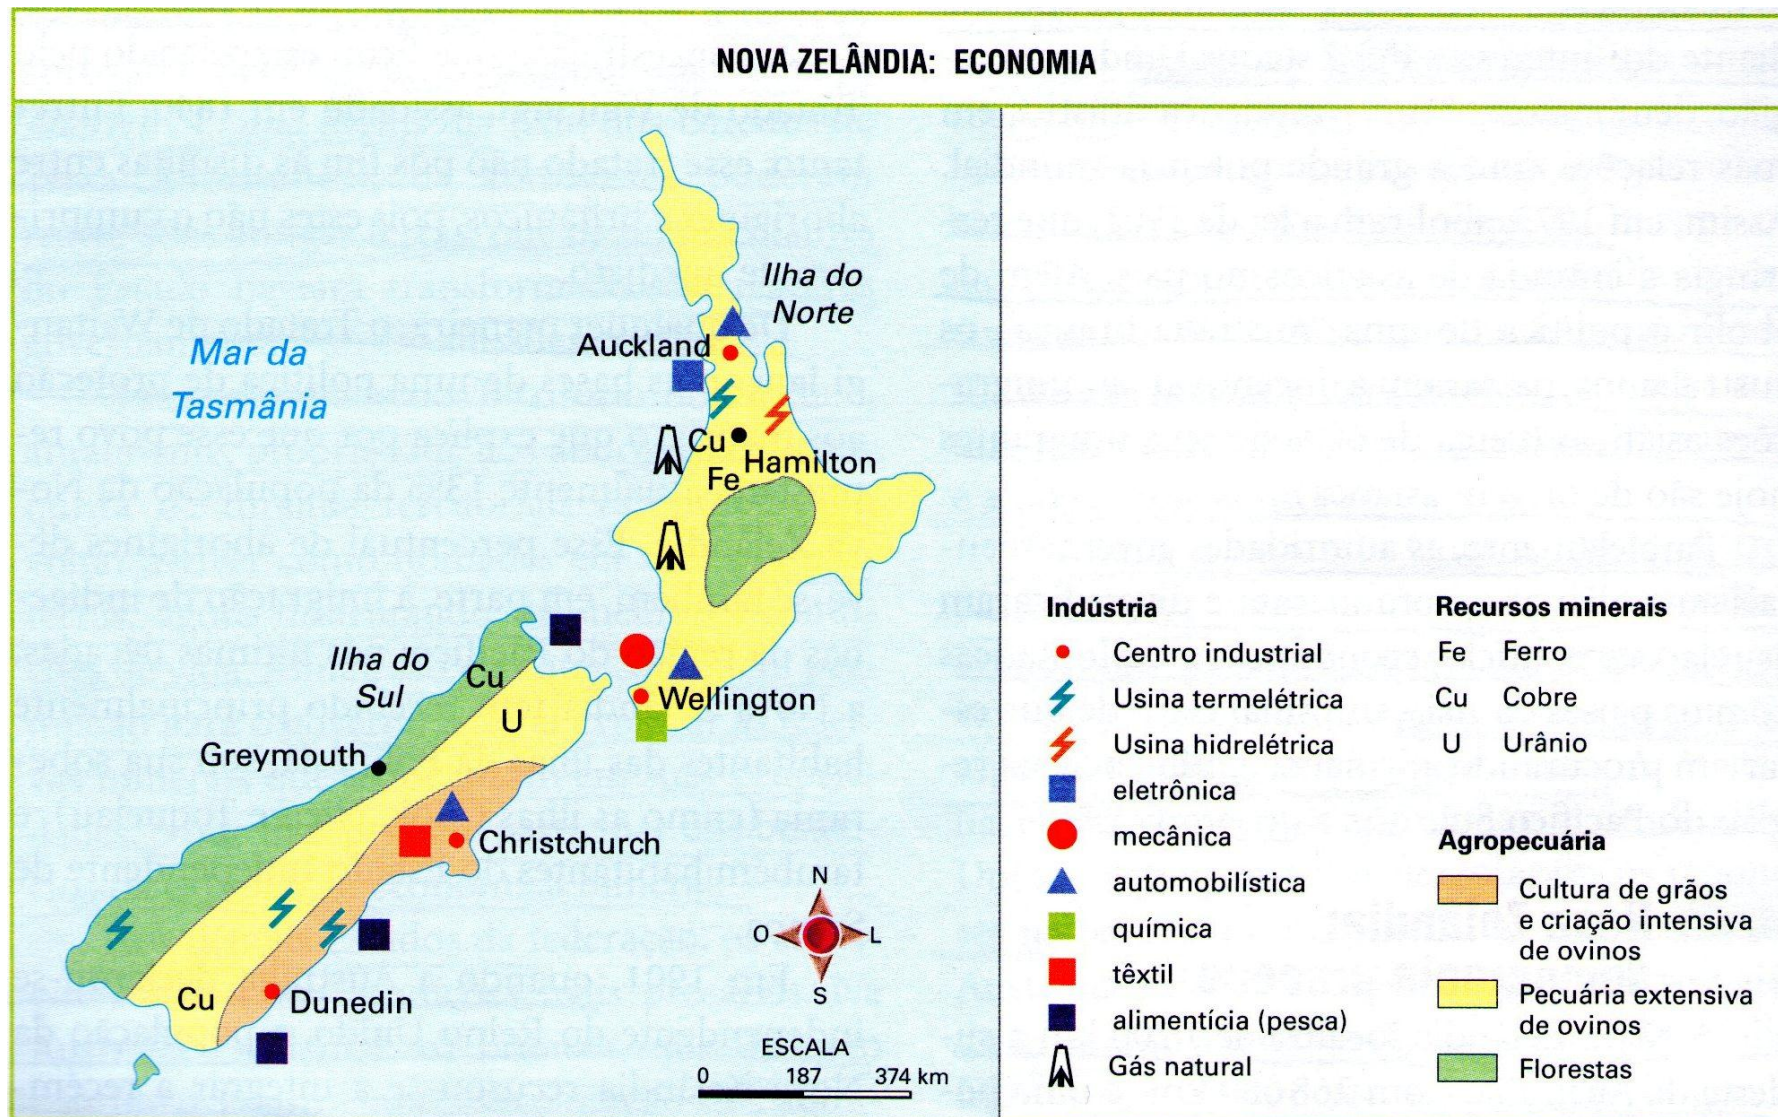 NOVA ZELÂNDIA: ECONOMIA
Ilha do
Norte
Mar da
Tasmânia
Auckland
Cu
Hamilton
Fe
Ilha do
Sul
Cu
U
Wellington
Greymouth
Christchurch
Cu
Dunedin
N
O
L
S
ESCALA
0 187 374 km
Indústria
Centro industrial
Usina termelétrica
Usina hidrelétrica
eletrônica
mecânica
automobilística
química
têxtil
alimentícia (pesca)
Gás natural
Recursos minerais
Fe Ferro
Cu Cobre
U Urânio
Agropecuária
Cultura de grãos
e criação intensiva
de ovinos
Pecuária extensiva
de ovinos
Florestas